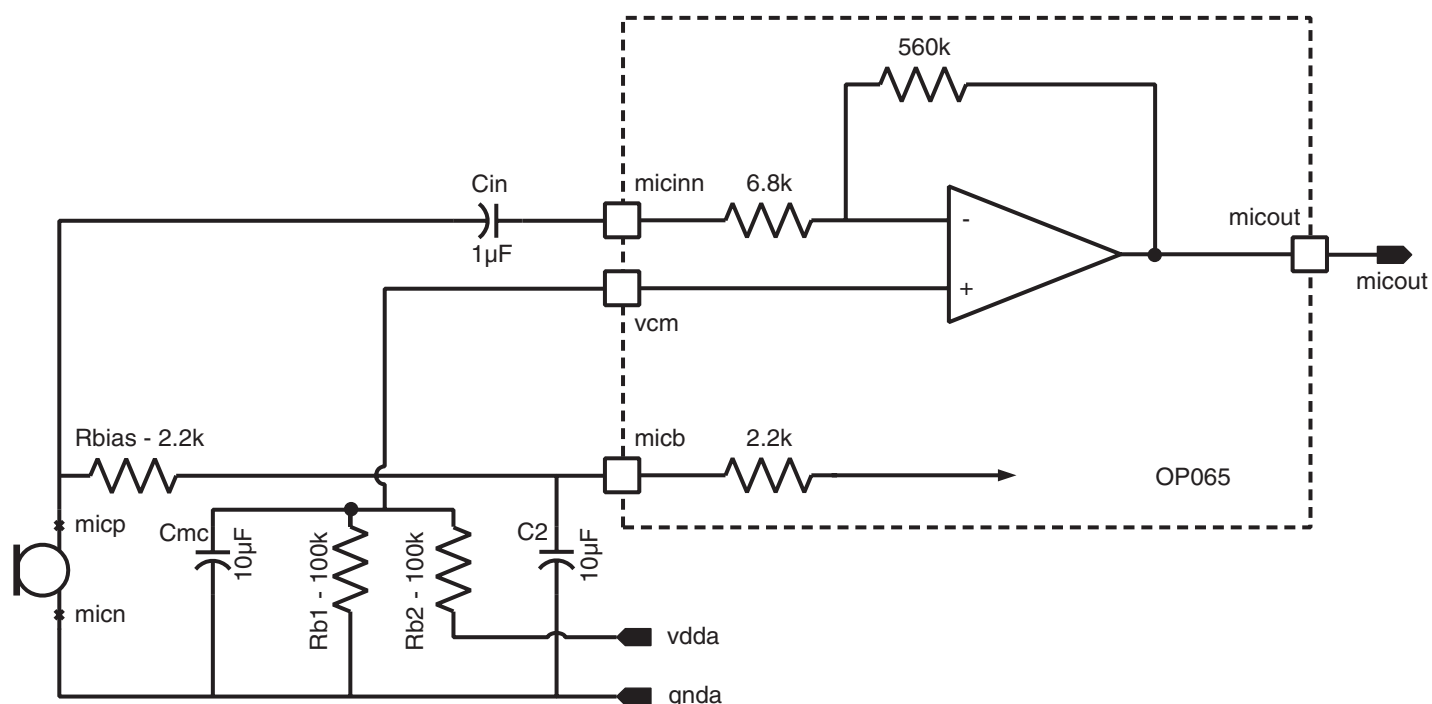 560k
Cin
micinn
6.8k
1µF
-
micout
+
micout
vcm
Rbias - 2.2k
micb
2.2k
OP065
micp
Cmc
10µF
Rb1 - 100k
Rb2 - 100k
C2
10µF
micn
vdda
gnda